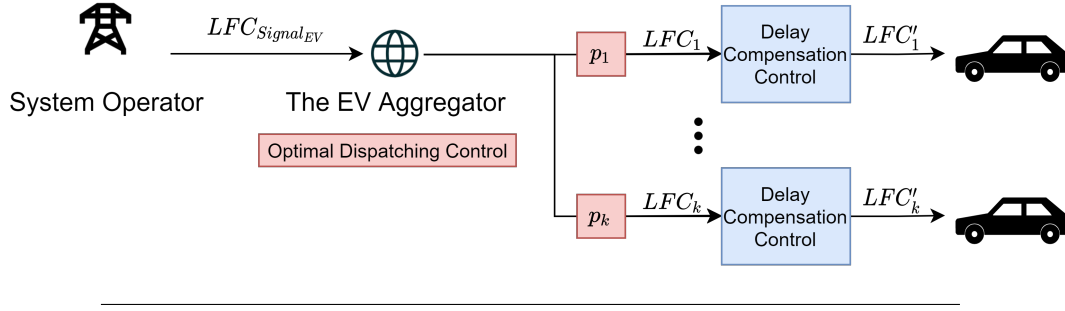 LFC_{Signal_{EV}}
System Operator
The EV Aggregator
Optimal Dispatching Control
p_1
LFC_1
Delay
Compensation
Control
LFC'_1
p_k
LFC_k
Delay
Compensation
Control
LFC'_k